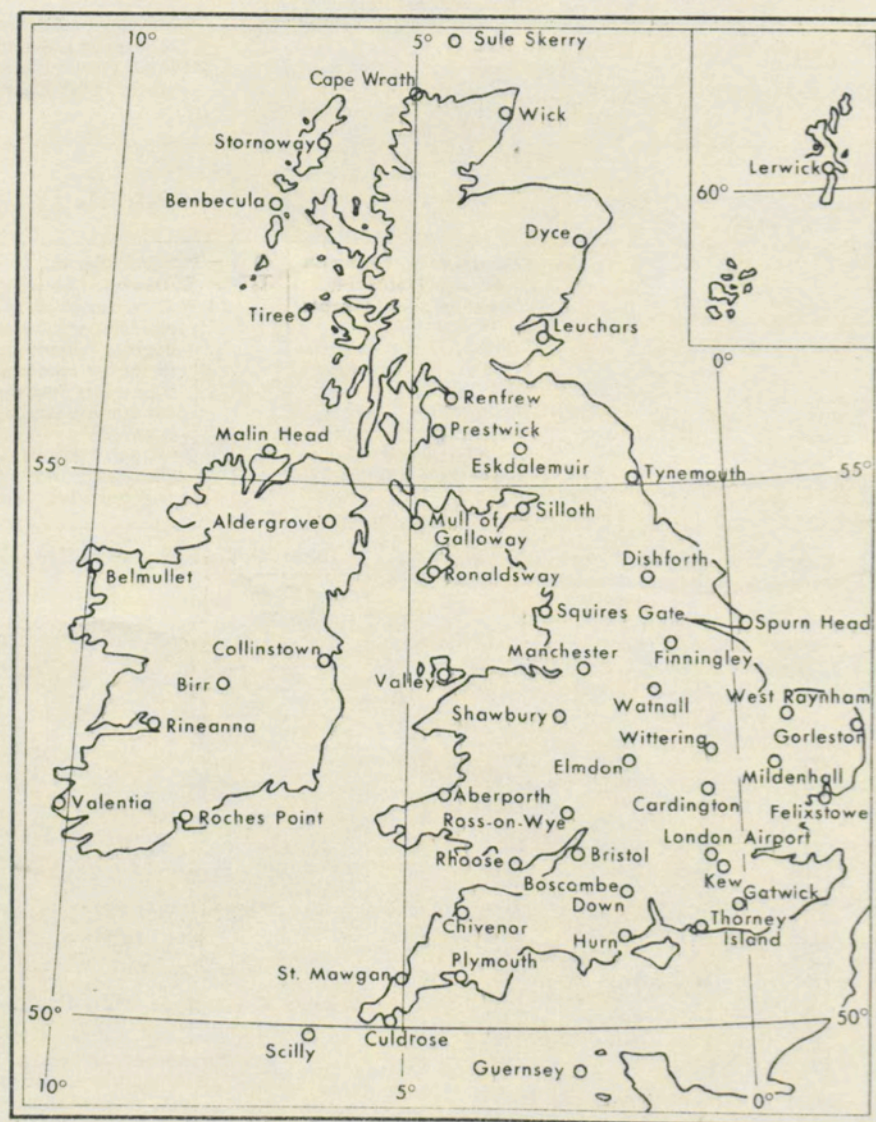 10°
5°
Sule Skerry
Cape Wrath
Wick
Stornoway
Lerwick
60°
Benbecula
Dyce
Tiree
Leuchars
0°
Renfrew
Prestwick
Malin Head
Eskdalemuir
55°
Tynemouth
55°
Aldergrove
Mull of
Galloway
Silloth
Belmullet
Ronaldsway
Dishforth
Squires Gate
Spurn Head
Collinstown
Manchester
Finningley
Birr
Valley
Watnall
West Raynham
Rineanna
Shawbury
Wittering
Gorleston
Elmdon
Mildenhall
Valentia
Aberporth
Cardington
Felixstowe
Roches Point
Ross-on-Wye
London Airport
Rhoose
Bristol
Kew
Boscombe
Down
Gatwick
Chivenor
Thorney
Island
Hurn
St. Mawgan
Plymouth
50°
50°
Scilly
Culdrose
Guernsey
10°
5°
0°